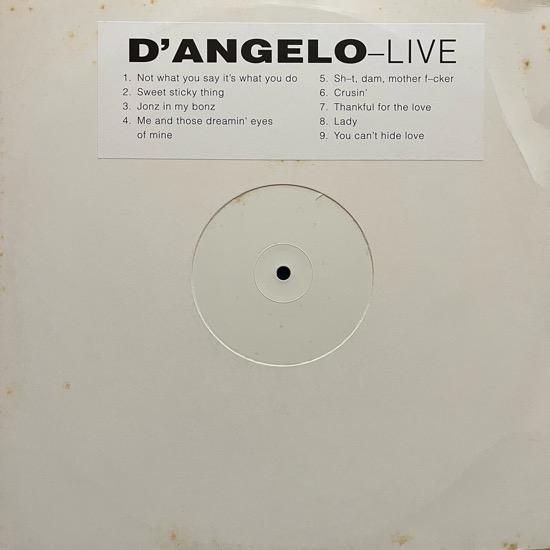 D'ANGELO–LIVE
1. Not what you say it's what you do
2. Sweet sticky thing
3. Jonz in my bonz
4. Me and those dreamin' eyes
of mine
5. Sh–t, dam, mother f–cker
6. Crusin'
7. Thankful for the love
8. Lady
9. You can't hide love